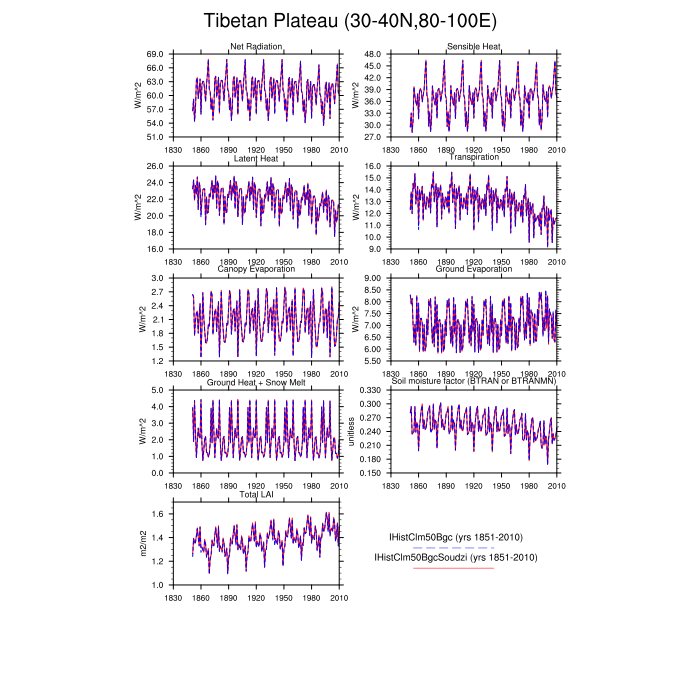 Tibetan Plateau (30-40N,80-100E)
Net Radiation
69.0
66.0
63.0
60.0
57.0
54.0
51.0
W/m^2
1830 1860 1890 1920 1950 1980 2010
Sensible Heat
48.0
45.0
42.0
39.0
36.0
33.0
30.0
27.0
W/m^2
1830 1860 1890 1920 1950 1980 2010
Latent Heat
26.0
24.0
22.0
20.0
18.0
16.0
W/m^2
1830 1860 1890 1920 1950 1980 2010
Transpiration
16.0
15.0
14.0
13.0
12.0
11.0
10.0
9.0
W/m^2
1830 1860 1890 1920 1950 1980 2010
Canopy Evaporation
3.0
2.7
2.4
2.1
1.8
1.5
1.2
W/m^2
1830 1860 1890 1920 1950 1980 2010
Ground Evaporation
9.00
8.50
8.00
7.50
7.00
6.50
6.00
5.50
W/m^2
1830 1860 1890 1920 1950 1980 2010
Ground Heat + Snow Melt
5.0
4.0
3.0
2.0
1.0
0.0
W/m^2
1830 1860 1890 1920 1950 1980 2010
Soil moisture factor (BTRAN or BTRANMN)
0.330
0.300
0.270
0.240
0.210
0.180
0.150
unitless
1830 1860 1890 1920 1950 1980 2010
Total LAI
1.6
1.4
1.2
1.0
m2/m2
1830 1860 1890 1920 1950 1980 2010
IHistClm50Bgc (yrs 1851-2010)
IHistClm50BgcSoudzi (yrs 1851-2010)